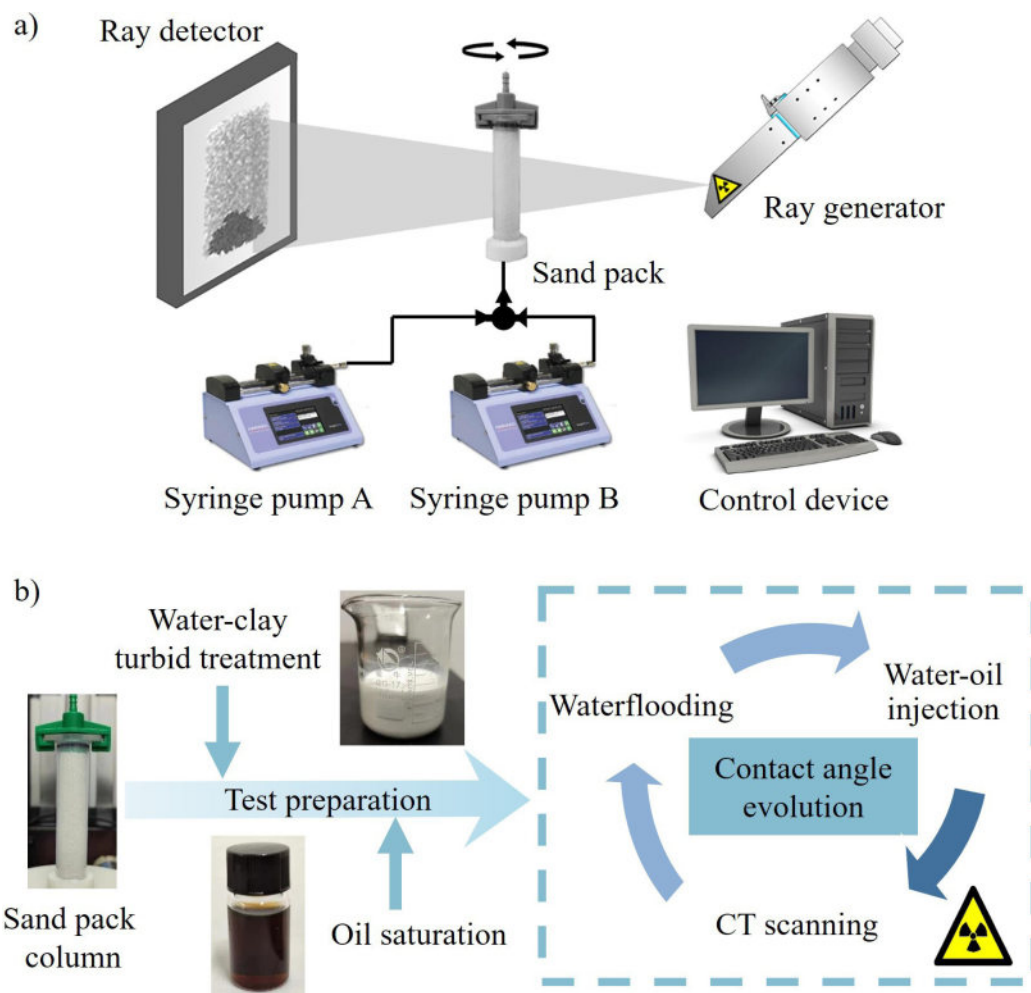 a)
Ray detector
Ray generator
Sand pack
Syringe pump A
Syringe pump B
Control device
b)
Water-clay
turbid treatment
Waterflooding
Water-oil
injection
Contact angle
evolution
Test preparation
Sand pack
column
Oil saturation
CT scanning